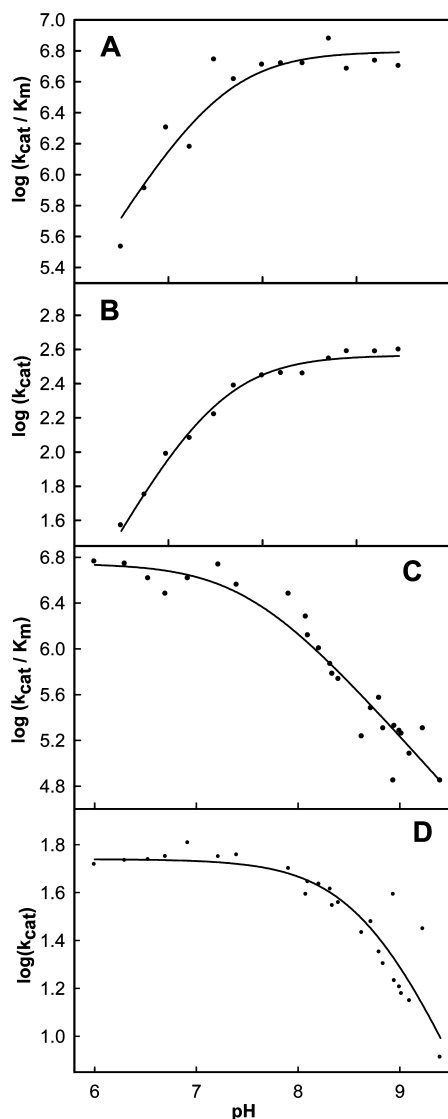 A
7.0
6.8
6.6
6.4
6.2
6.0
5.8
5.6
5.4
log (kcat / Km)
B
2.8
2.6
2.4
2.2
2.0
1.8
1.6
log (kcat)
C
6.8
6.4
6.0
5.6
5.2
4.8
log (kcat / Km)
D
1.8
1.6
1.4
1.2
1.0
log(kcat)
6 7 8 9
pH